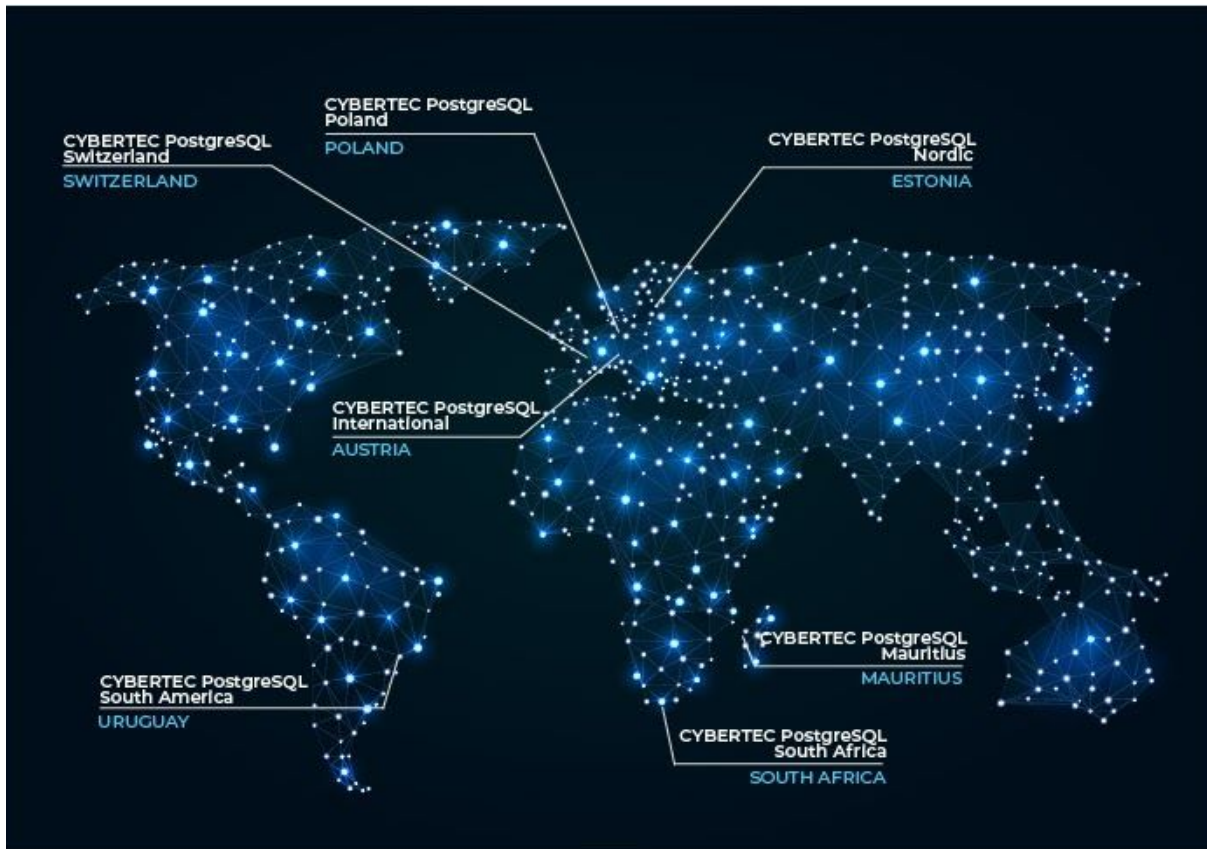 CYBERTEC PostgreSQL
Poland
POLAND
CYBERTEC PostgreSQL
Switzerland
SWITZERLAND
CYBERTEC PostgreSQL
Nordic
ESTONIA
CYBERTEC PostgreSQL
International
AUSTRIA
CYBERTEC PostgreSQL
Mauritius
MAURITIUS
CYBERTEC PostgreSQL
South America
URUGUAY
CYBERTEC PostgreSQL
South Africa
SOUTH AFRICA